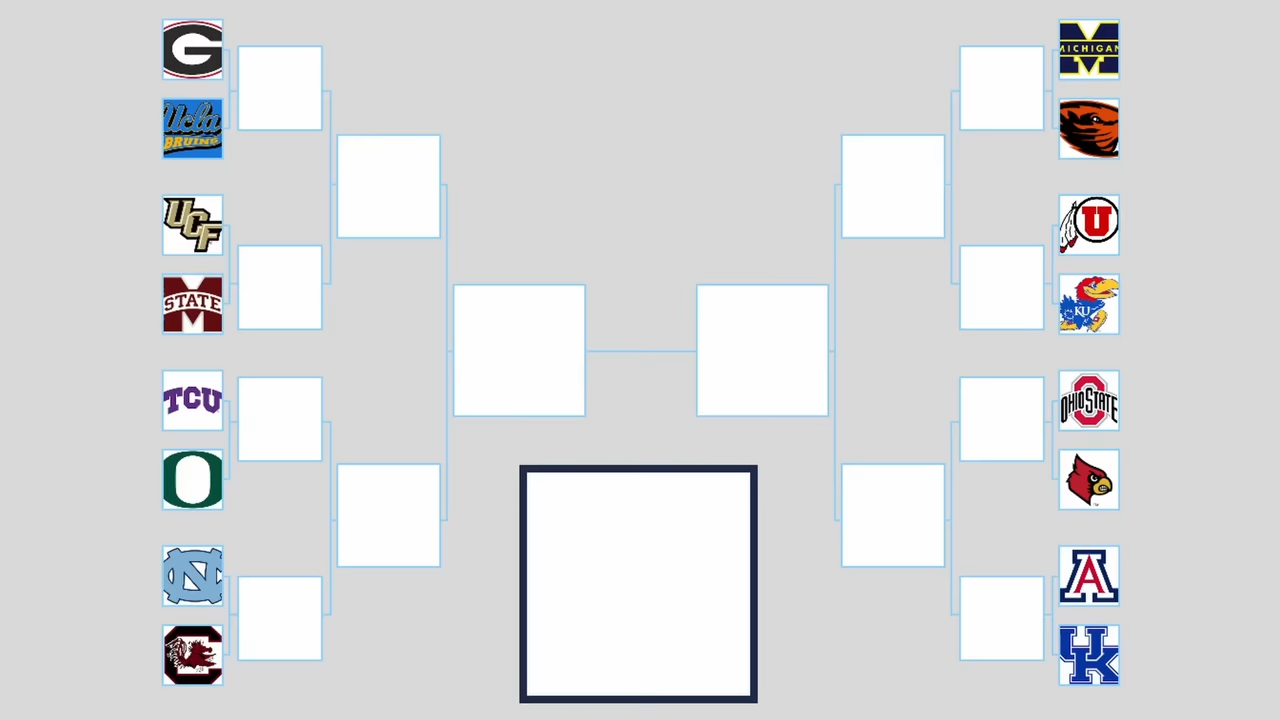 G
Ucla
BRUINS
UCF
STATE
TCU
O
NC
C
MICHIGAN
U
KU
OHIO STATE
A
UK